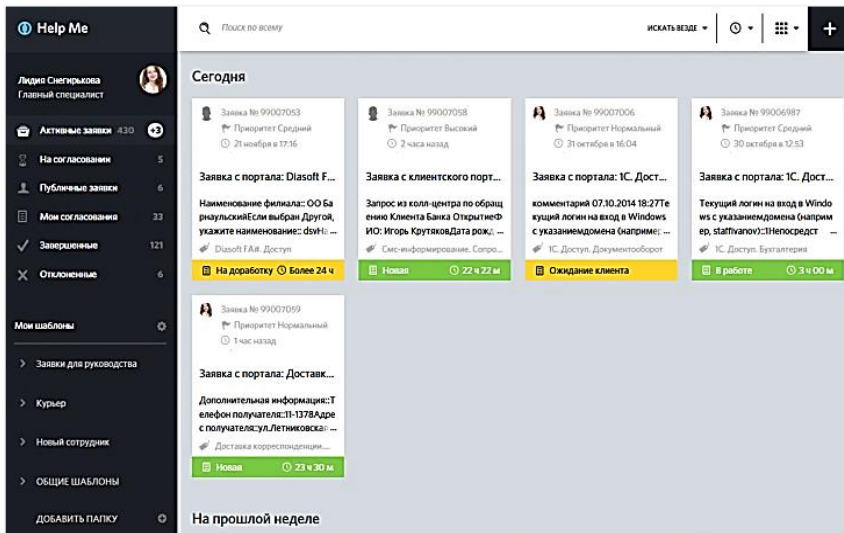 Help Me
Поиск по всему
ИСКАТЬ ВЕЗДЕ
Лидия Снегирькова
Главный специалист
Активные заявки 430 +3
На согласовании 5
Публичные заявки 6
Мои согласования 33
Завершенные 121
Отклоненные 6
Мои шаблоны
Заявки для руководства
Курьер
Новый сотрудник
ОБЩИЕ ШАБЛОНЫ
ДОБАВИТЬ ПАПКУ
Сегодня
Заявка № 99007053
Приоритет Средний
21 ноября в 17:16
Заявка с портала: Diasoft F...
Наименование филиала:: ОО Ба
рнаульскийЕсли выбран Другой,
укажите наименование:: dsvНа...
Diasoft FA#. Доступ
На доработку Более 24 ч
Заявка № 99007058
Приоритет Высокий
2 часа назад
Заявка с клиентского порт...
Запрос из колл-центра по обращ
ению Клиента Банка ОткрытиеФ
ИО: Игорь КрутяковДата рожд ...
Смс-информирование. Сопро...
Новая 22 ч 22 м
Заявка № 99007006
Приоритет Нормальный
31 октября в 16:04
Заявка с портала: 1С. Дост...
комментарий 07.10.2014 18:27Те
кущий логин на вход в Windows
с указаниемдомена (например; ...
1С. Доступ. Документооборот
Ожидание клиента
Заявка № 99006987
Приоритет Средний
30 октября в 12:53
Заявка с портала: 1С. Дост...
Текущий логин на вход в Windo
ws с указаниемдомена (наприм
ер, staffivanov)::1Непосредст ...
1С. Доступ. Бухгалтерия
В работе 3 ч 00 м
Заявка № 99007059
Приоритет Нормальный
1 час назад
Заявка с портала: Доставк...
Дополнительная информация::Т
елефон получателя::11-1378Адре
с получателя::ул.Летниковская ...
Доставка корреспонденции....
Новая 23 ч 30 м
На прошлой неделе